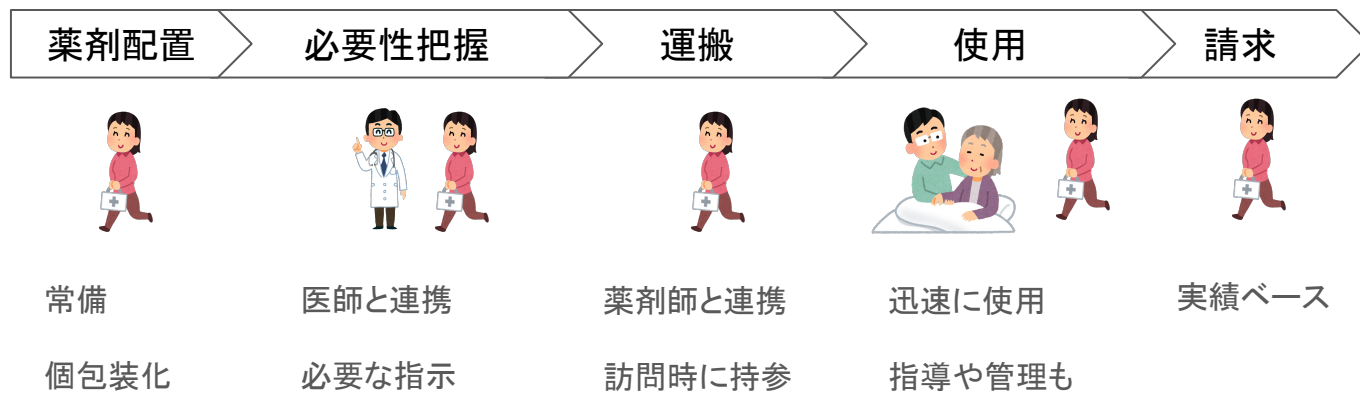 薬剤配置
必要性把握
運搬
使用
請求
常備
医師と連携
薬剤師と連携
迅速に使用
実績ベース
個包装化
必要な指示
訪問時に持参
指導や管理も